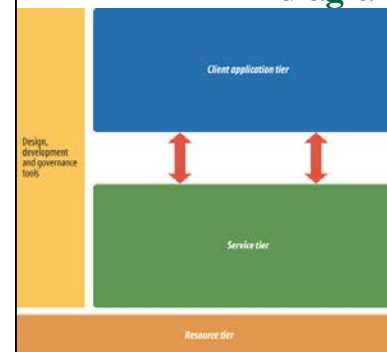 Client application tier
Design,
development
and governance
tools
Service tier
Resource tier